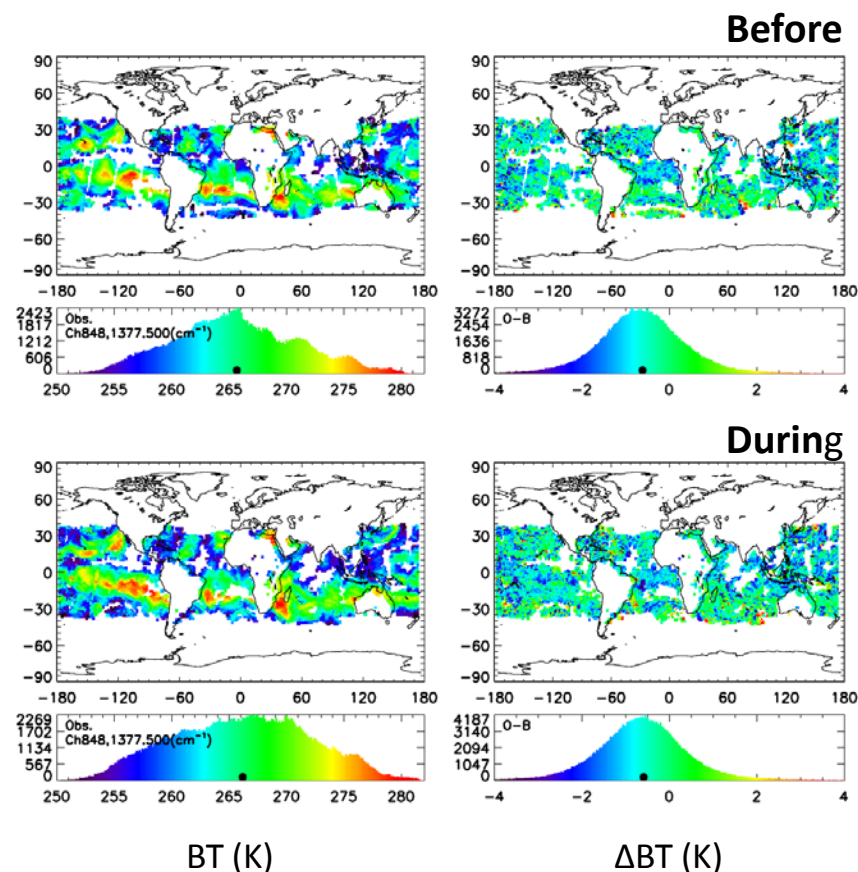 Before
90
60
30
0
−30
−60
−90
−180 −120 −60 0 60 120 180
90
60
30
0
−30
−60
−90
−180 −120 −60 0 60 120 180
2423
1817
1212
606
0
Obs.
Ch848,1377.500(cm⁻¹)
250 255 260 265 270 275 280
3272
2454
1636
818
0
O−B
−4 −2 0 2 4
During
90
60
30
0
−30
−60
−90
−180 −120 −60 0 60 120 180
90
60
30
0
−30
−60
−90
−180 −120 −60 0 60 120 180
2269
1702
1134
567
0
Obs.
Ch848,1377.500(cm⁻¹)
250 255 260 265 270 275 280
4187
3140
2094
1047
0
O−B
−4 −2 0 2 4
BT (K)
ΔBT (K)